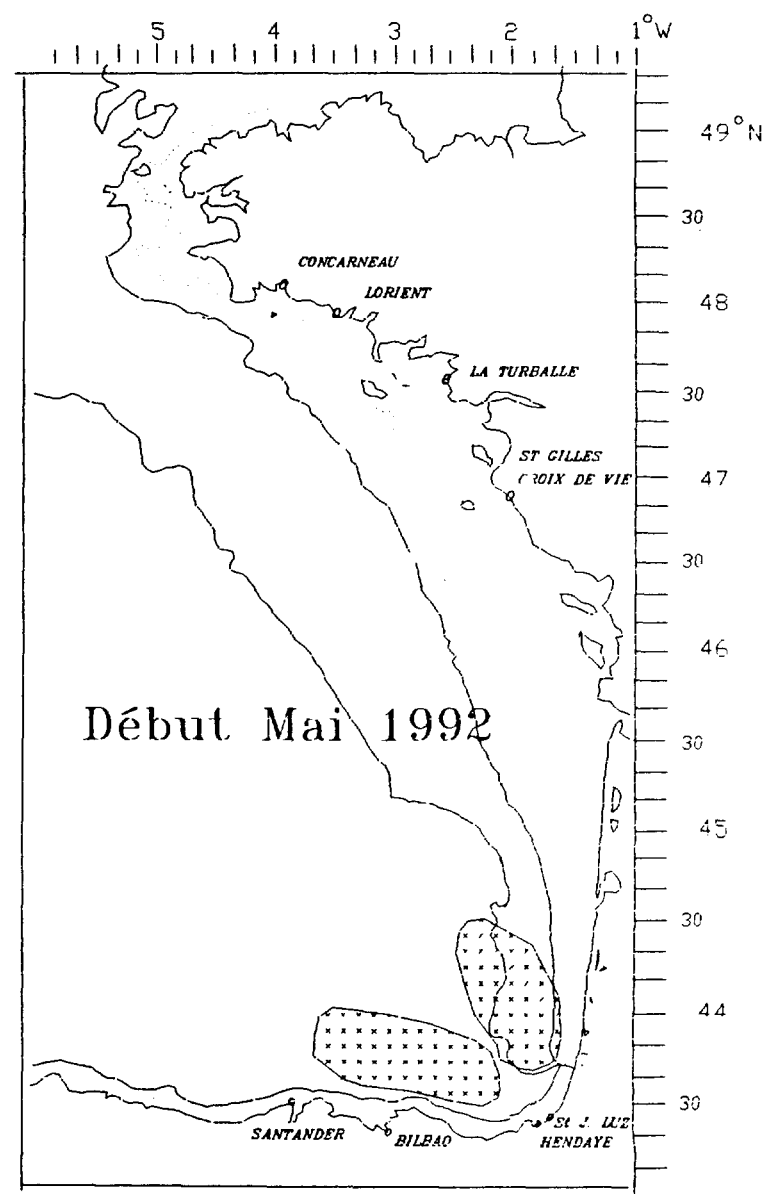 5 4 3 2 1°W
49°N
30
CONCARNEAU
48
LORIENT
LA TURBALLE
30
ST GILLES
CROIX DE VIE
47
30
46
Début Mai 1992
30
45
30
44
30
St J. LUZ
SANTANDER
BILBAO
HENDAYE